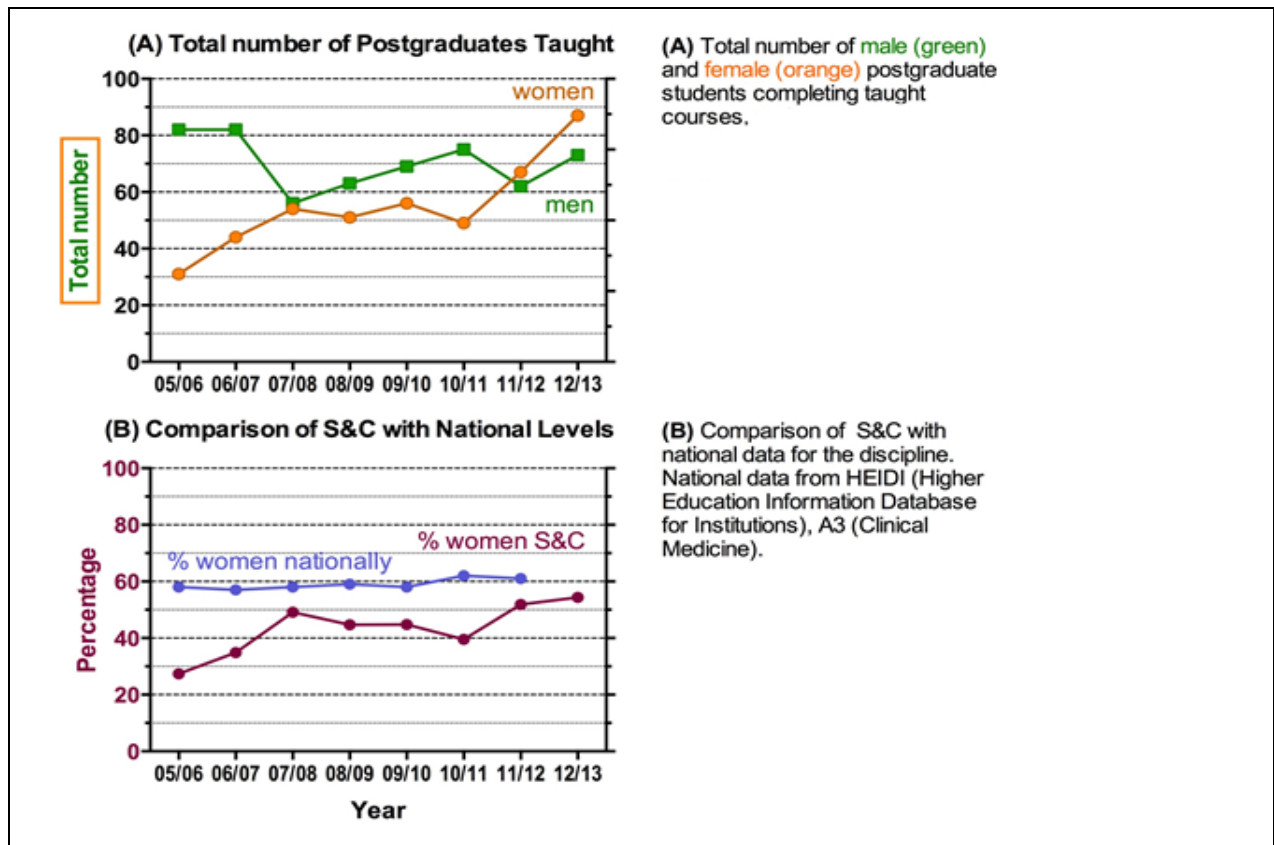 (A) Total number of Postgraduates Taught
100
80
60
40
20
0
Total number
women
men
05/06 06/07 07/08 08/09 09/10 10/11 11/12 12/13
(A) Total number of male (green)
and female (orange) postgraduate
students completing taught
courses.
(B) Comparison of S&C with National Levels
100
80
60
40
20
0
Percentage
% women S&C
% women nationally
05/06 06/07 07/08 08/09 09/10 10/11 11/12 12/13
Year
(B) Comparison of S&C with
national data for the discipline.
National data from HEIDI (Higher
Education Information Database
for Institutions), A3 (Clinical
Medicine).